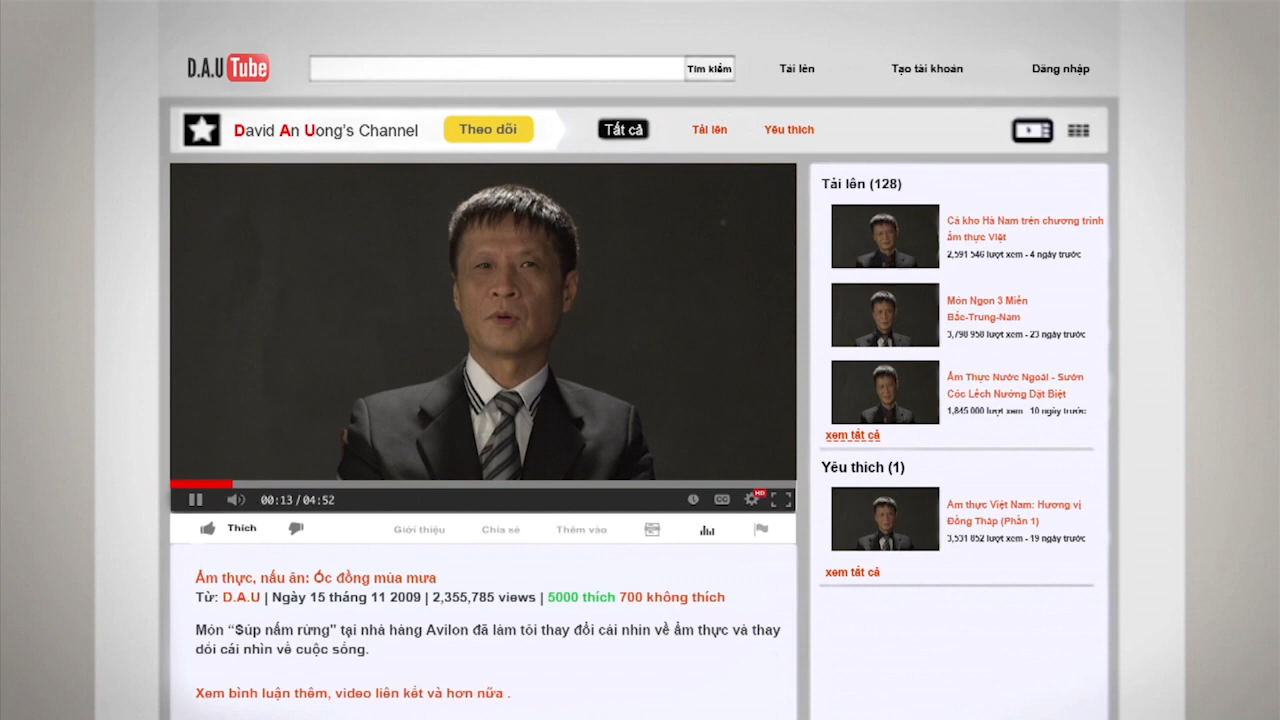 D.A.U Tube
Tìm kiếm
Tải lên
Tạo tài khoản
Đăng nhập
David An Uong's Channel
Theo dõi
Tất cả
Tải lên
Yêu thích
Tải lên (128)
Cá kho Hà Nam trên chương trình
ẩm thực Việt
2,591 546 lượt xem - 4 ngày trước
Món Ngon 3 Miền
Bắc-Trung-Nam
3,798 958 lượt xem - 23 ngày trước
Ẩm Thực Nước Ngoài - Sườn
Cóc Lếch Nướng Đặt Biệt
1,845 000 lượt xem - 10 ngày trước
xem tất cả
Yêu thích (1)
Ẩm thực Việt Nam: Hương vị
Đồng Tháp (Phần 1)
3,531 852 lượt xem - 19 ngày trước
xem tất cả
00:13 / 04:52
CC
HD
Thích
Giới thiệu
Chia sẻ
Thêm vào
Ẩm thực, nấu ăn: Ốc đồng mùa mưa
Từ: D.A.U | Ngày 15 tháng 11 2009 | 2,355,785 views | 5000 thích 700 không thích
Món “Súp nấm rừng" tại nhà hàng Avilon đã làm tôi thay đổi cái nhìn về ẩm thực và thay
đổi cái nhìn về cuộc sống.
Xem bình luận thêm, video liên kết và hơn nữa .